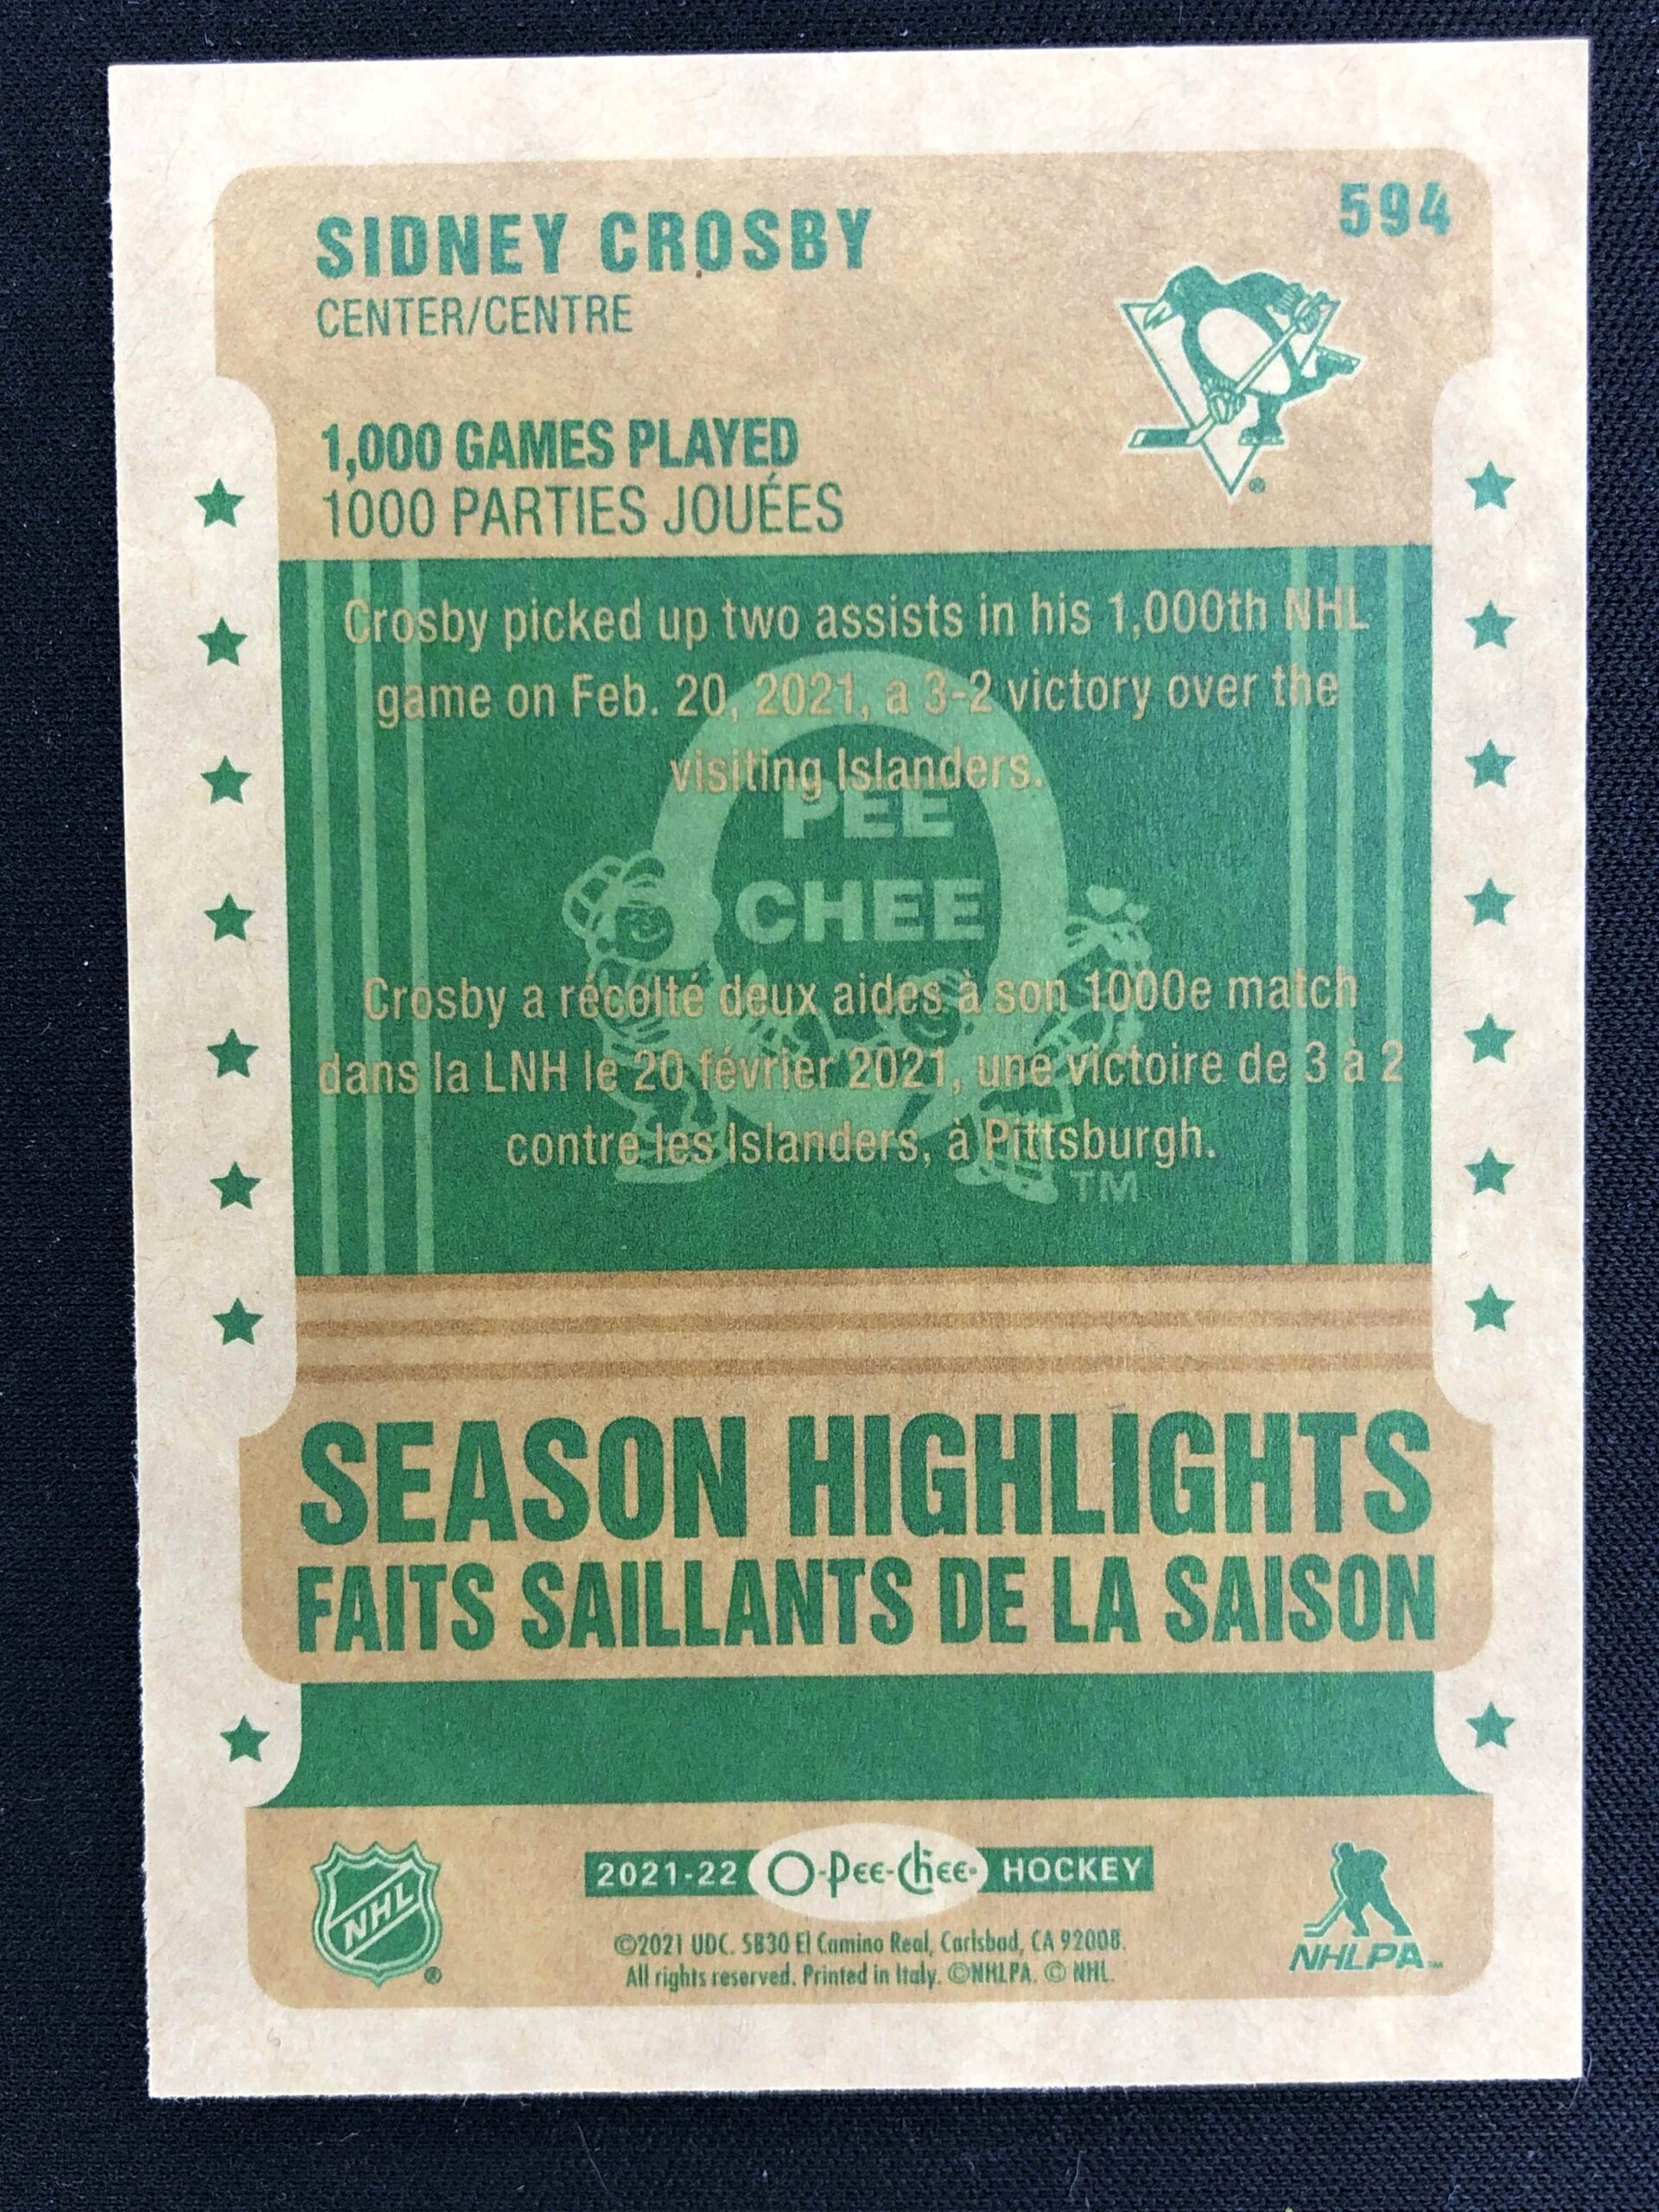 594
SIDNEY CROSBY
CENTER/CENTRE
1,000 GAMES PLAYED
1000 PARTIES JOUÉES
Crosby picked up two assists in his 1,000th NHL
game on Feb. 20, 2021, a 3-2 victory over the
visiting Islanders.
PEE
CHEE
Crosby a récolté deux aides à son 1000e match
dans la LNH le 20 février 2021, une victoire de 3 à 2
contre les Islanders, à Pittsburgh.
TM
SEASON HIGHLIGHTS
FAITS SAILLANTS DE LA SAISON
NHL ®
2021-22 O-Pee-Chee® HOCKEY
©2021 UDC. 5830 El Camino Real, Carlsbad, CA 92008.
All rights reserved. Printed in Italy. ©NHLPA. © NHL.
NHLPA™